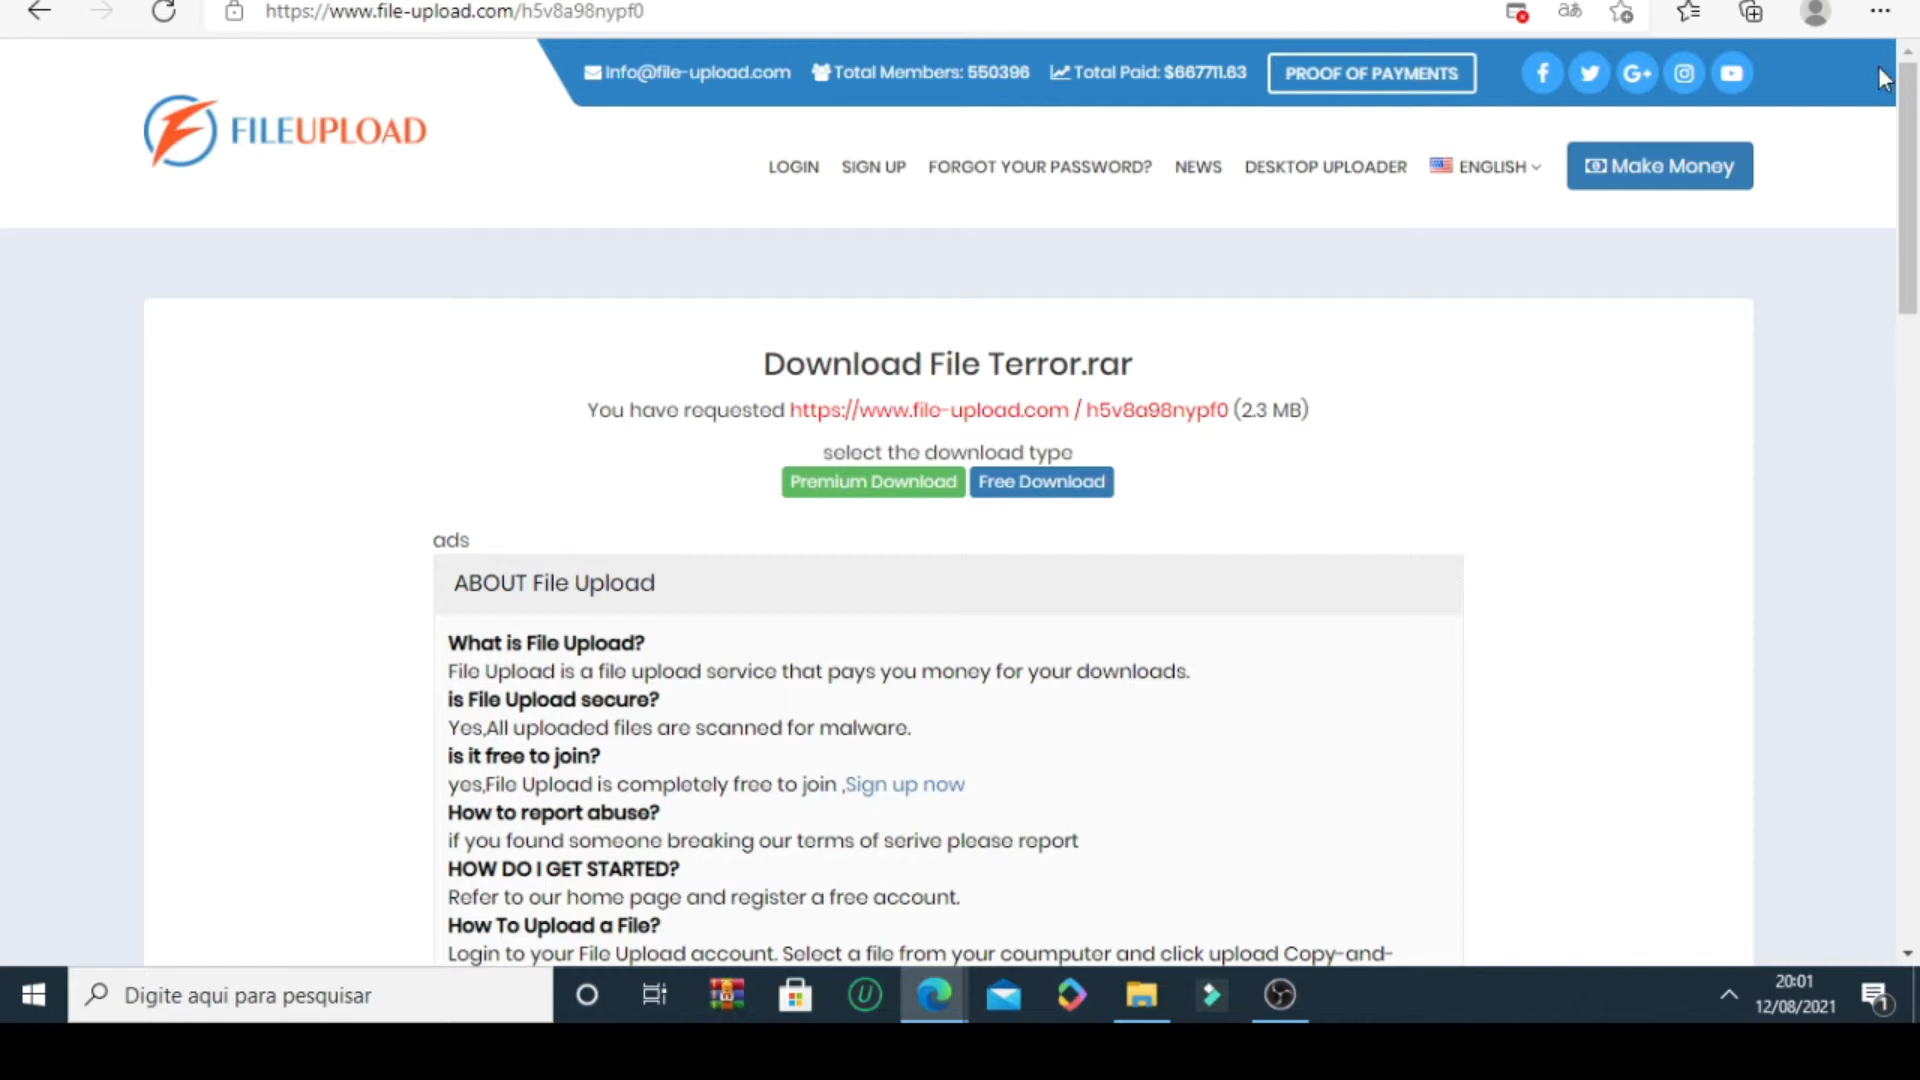 https://www.file-upload.com/h5v8a98nypf0
Info@file-upload.com Total Members: 550396 Total Paid: $667711.63 PROOF OF PAYMENTS
FILEUPLOAD
LOGIN SIGN UP FORGOT YOUR PASSWORD? NEWS DESKTOP UPLOADER ENGLISH Make Money
Download File Terror.rar
You have requested https://www.file-upload.com / h5v8a98nypf0 (2.3 MB)
select the download type
Premium Download Free Download
ads
ABOUT File Upload
What is File Upload?
File Upload is a file upload service that pays you money for your downloads.
is File Upload secure?
Yes,All uploaded files are scanned for malware.
is it free to join?
yes,File Upload is completely free to join ,Sign up now
How to report abuse?
if you found someone breaking our terms of serive please report
HOW DO I GET STARTED?
Refer to our home page and register a free account.
How To Upload a File?
Login to your File Upload account. Select a file from your coumputer and click upload Copy-and-
Digite aqui para pesquisar
20:01
12/08/2021
1